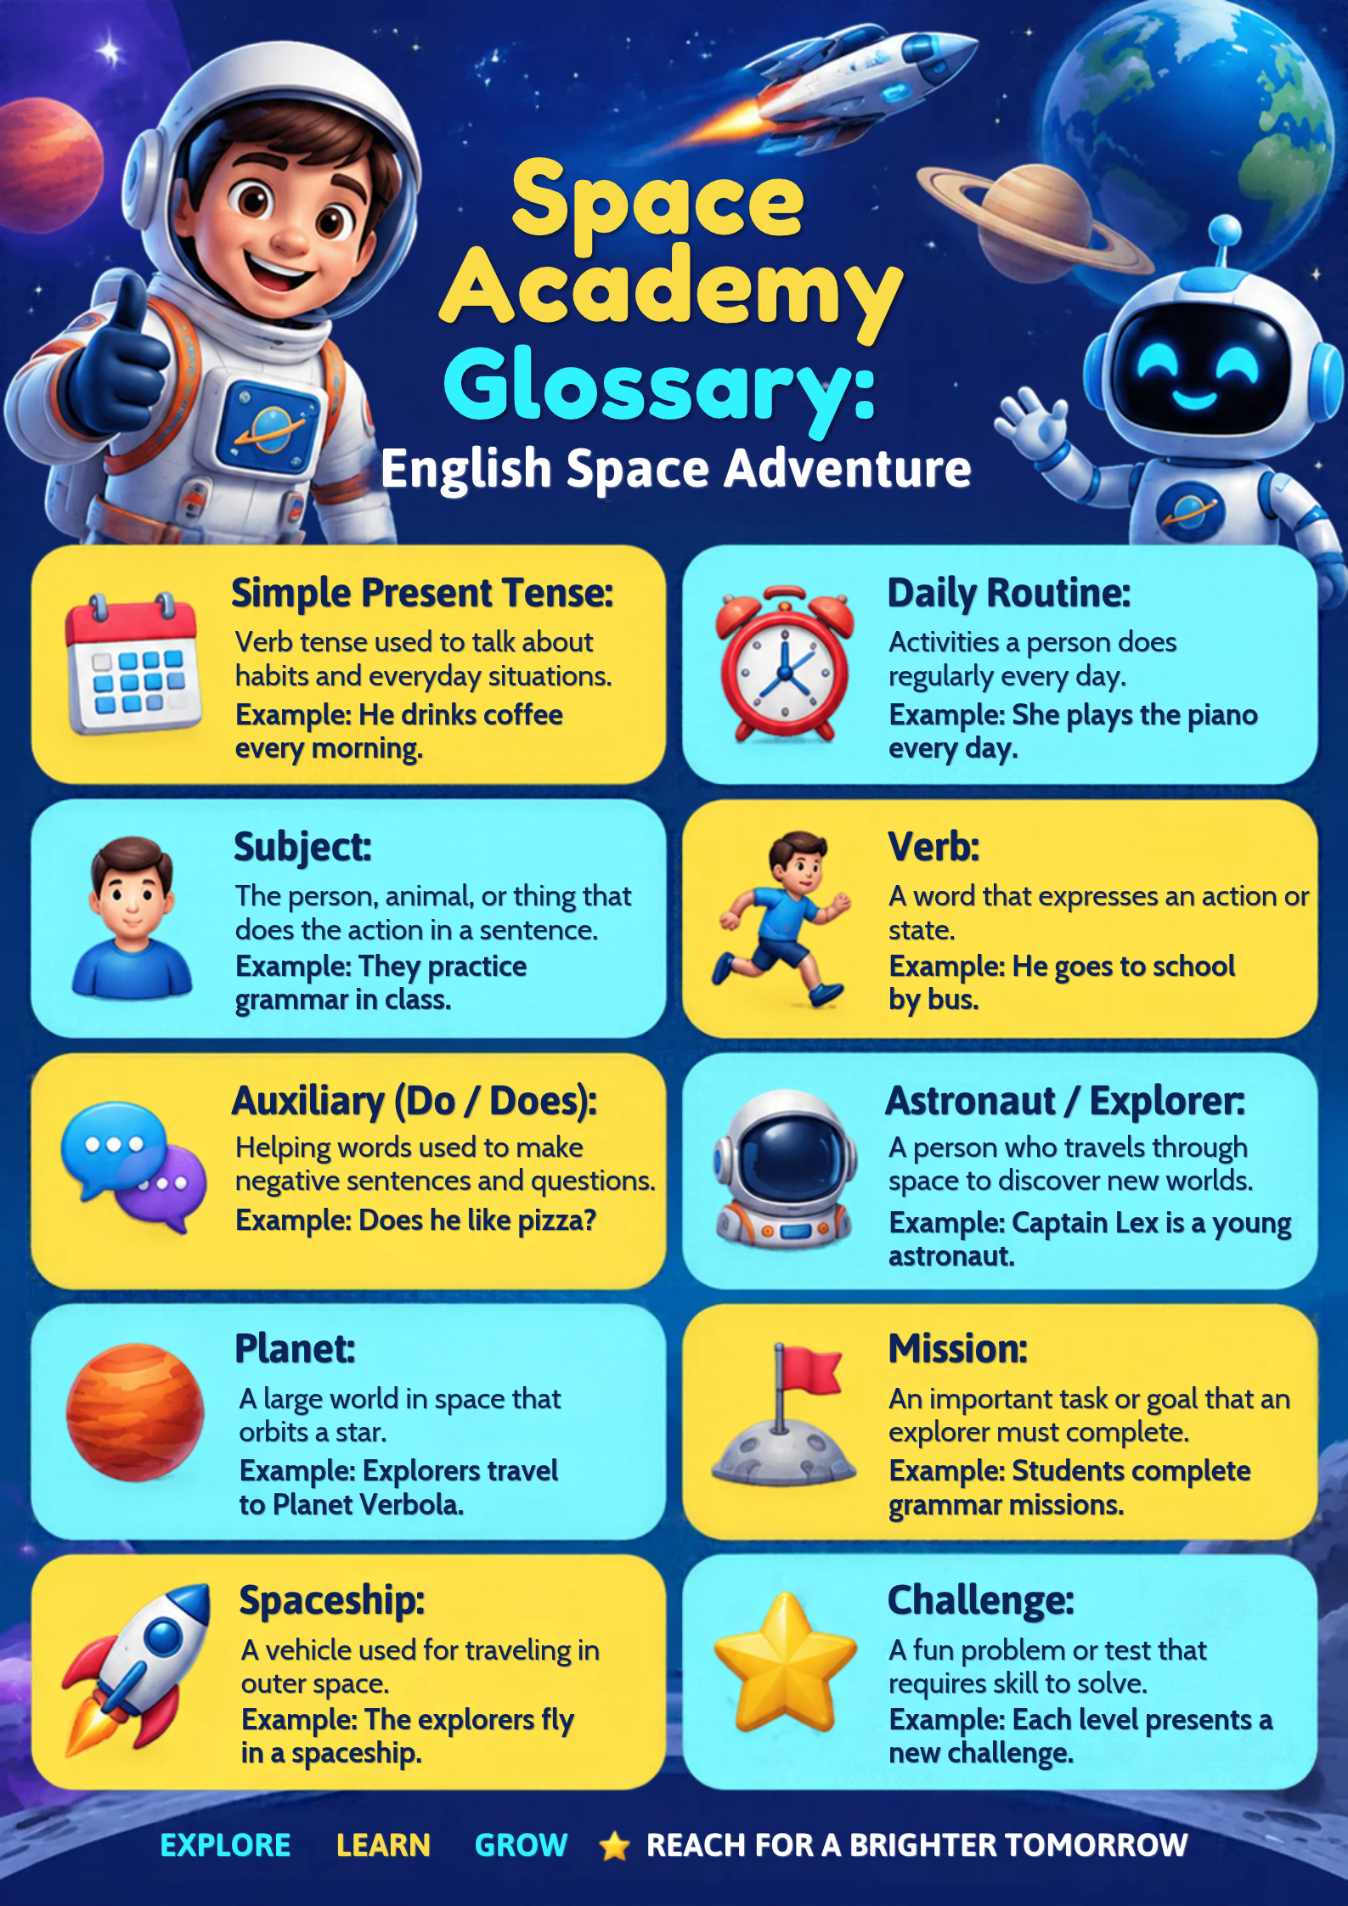 Space
Academy
Glossary:
English Space Adventure
Simple Present Tense:
Verb tense used to talk about
habits and everyday situations.
Example: He drinks coffee
every morning.
Daily Routine:
Activities a person does
regularly every day.
Example: She plays the piano
every day.
Subject:
The person, animal, or thing that
does the action in a sentence.
Example: They practice
grammar in class.
Verb:
A word that expresses an action or
state.
Example: He goes to school
by bus.
Auxiliary (Do / Does):
Helping words used to make
negative sentences and questions.
Example: Does he like pizza?
Astronaut / Explorer:
A person who travels through
space to discover new worlds.
Example: Captain Lex is a young
astronaut.
Planet:
A large world in space that
orbits a star.
Example: Explorers travel
to Planet Verbola.
Mission:
An important task or goal that an
explorer must complete.
Example: Students complete
grammar missions.
Spaceship:
A vehicle used for traveling in
outer space.
Example: The explorers fly
in a spaceship.
Challenge:
A fun problem or test that
requires skill to solve.
Example: Each level presents a
new challenge.
EXPLORE LEARN GROW ⭐ REACH FOR A BRIGHTER TOMORROW